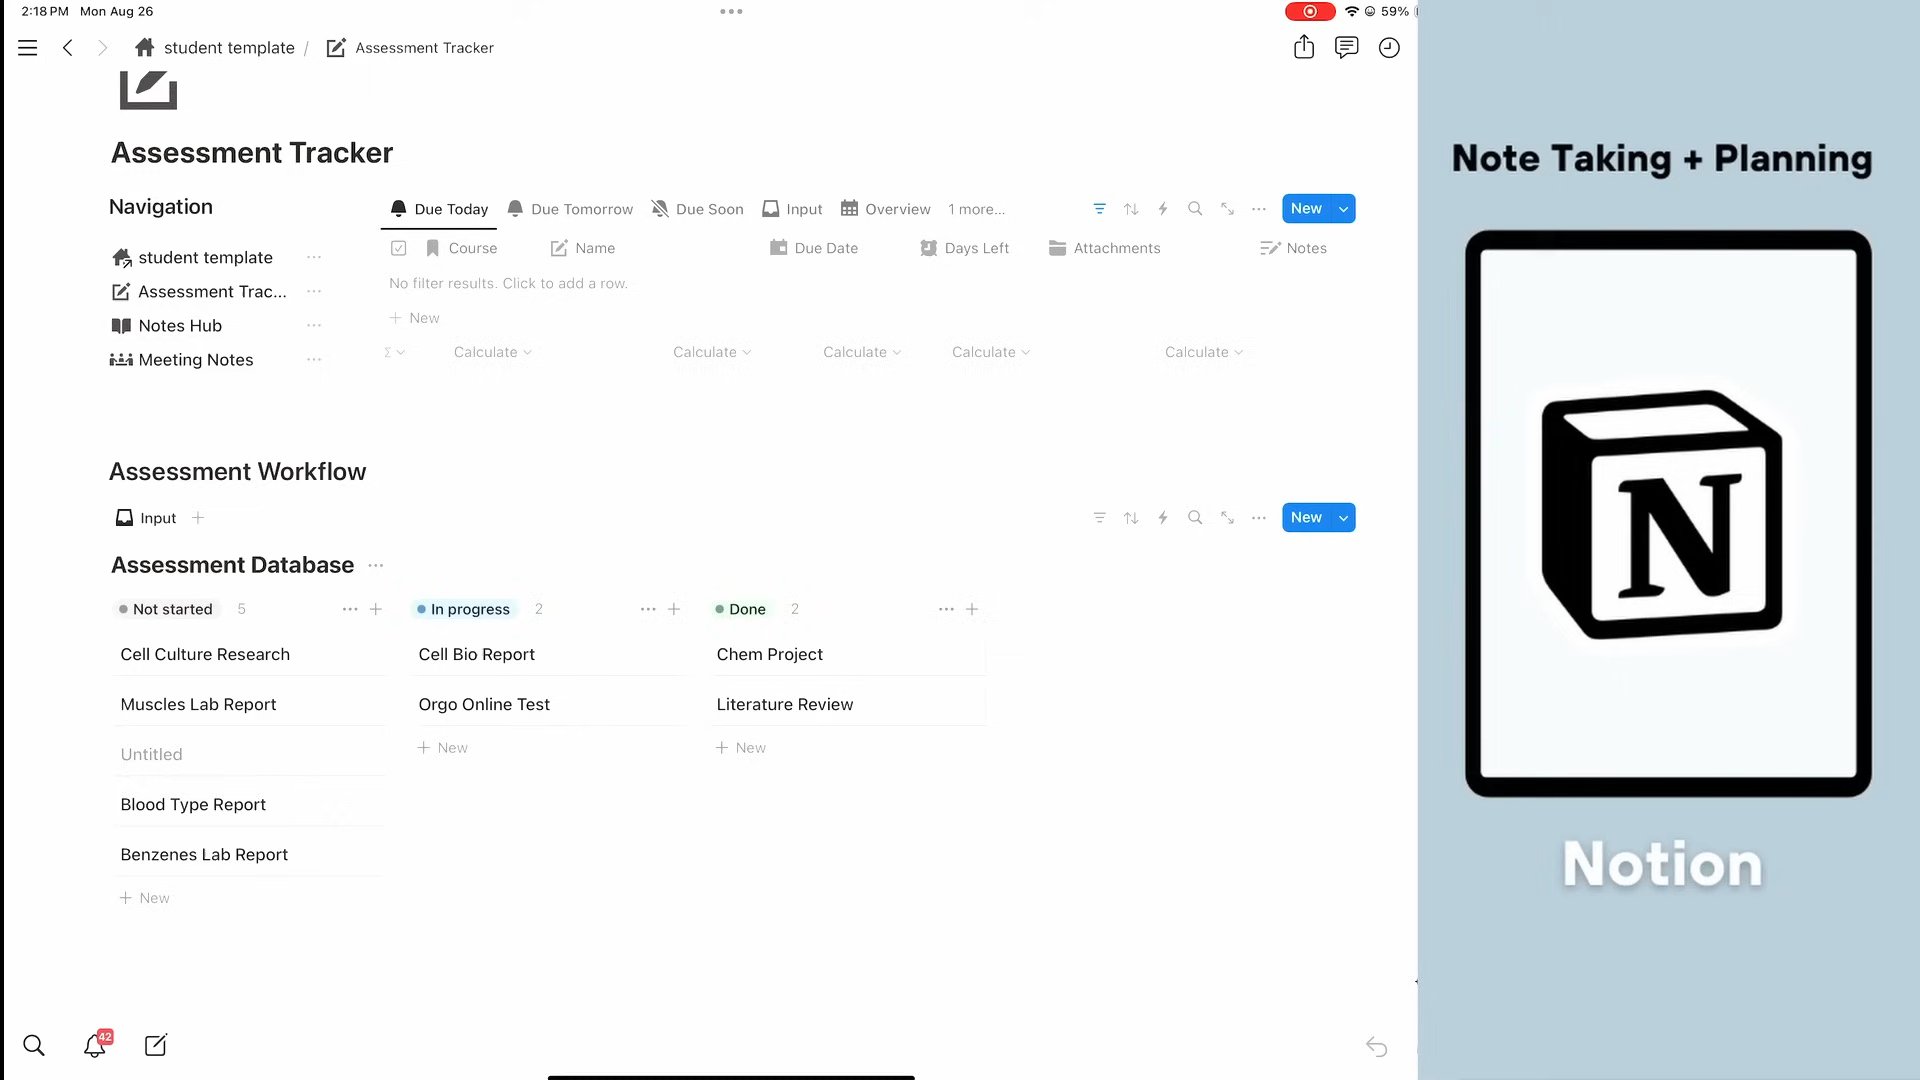 2:18 PM Mon Aug 26
59%
student template / Assessment Tracker
Assessment Tracker
Navigation
student template
Assessment Trac...
Notes Hub
Meeting Notes
Due Today Due Tomorrow Due Soon Input Overview 1 more... New
Course Name Due Date Days Left Attachments Notes
No filter results. Click to add a row.
+ New
Σ Calculate Calculate Calculate Calculate Calculate
Assessment Workflow
Input + New
Assessment Database ...
Not started 5
Cell Culture Research
Muscles Lab Report
Untitled
Blood Type Report
Benzenes Lab Report
+ New
In progress 2
Cell Bio Report
Orgo Online Test
+ New
Done 2
Chem Project
Literature Review
+ New
42
Note Taking + Planning
N
Notion